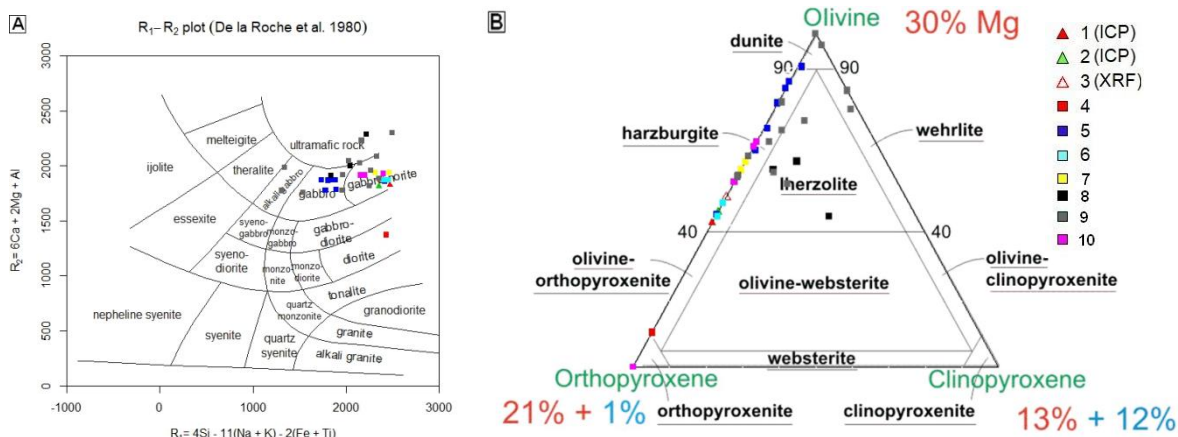 A
R₁– R₂ plot (De la Roche et al. 1980)
R₂= 6Ca + 2Mg + Al
3000
2500
2000
1500
1000
500
0
-1000
0
1000
2000
3000
R₁= 4Si - 11(Na + K) - 2(Fe + Ti)
ultramafic rock
melteigite
theralite
ijolite
alkali gabbro
gabbro
gabbronorite
essexite
syeno-
gabbro
monzo-
gabbro
gabbro-
diorite
syeno-
diorite
monzo-
nite
monzo-
diorite
diorite
tonalite
quartz
monzonite
granodiorite
nepheline syenite
syenite
quartz
syenite
granite
alkali granite
B
Olivine
30% Mg
dunite
90
90
harzburgite
wehrlite
lherzolite
40
40
olivine-
orthopyroxenite
olivine-websterite
olivine-
clinopyroxenite
websterite
Orthopyroxene
Clinopyroxene
21% + 1%
orthopyroxenite
clinopyroxenite
13% + 12%
1 (ICP)
2 (ICP)
3 (XRF)
4
5
6
7
8
9
10